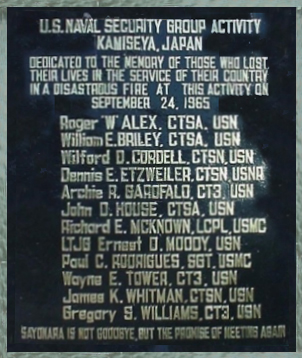 U.S. NAVAL SECURITY GROUP ACTIVITY
KAMISEYA, JAPAN
DEDICATED TO THE MEMORY OF THOSE WHO LOST
THEIR LIVES IN THE SERVICE OF THEIR COUNTRY
IN A DISASTROUS FIRE AT THIS ACTIVITY ON
SEPTEMBER 24, 1965
Roger "W" ALEX, CTSA, USN
William E. BAILEY, CTSA, USN
Wilford D. CORDELL, CTSN, USN
Dennis E. ETZWEILER, CTSN, USNR
Archie R. GAROFALO, CT3, USN
John D. HOUSE, CTSA, USN
Richard E. MCKNOWN, LCPL, USMC
LTJG Ernest D. MOODY, USN
Paul C. RODRIGUES, SGT, USMC
Wayne E. TOWER, CT3, USN
James K. WHITMAN, CTSN, USN
Gregory S. WILLIAMS, CT3, USN
SAYONARA IS NOT GOODBYE, BUT THE PROMISE OF MEETING AGAIN